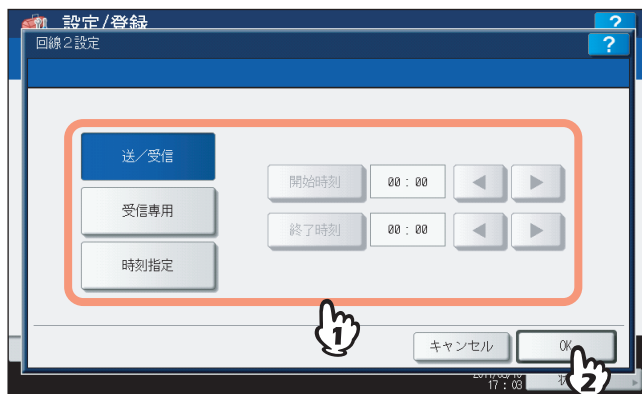 設定/登録
?
回線2設定
?
送/受信
開始時刻 00:00
受信専用
終了時刻 00:00
時刻指定
1
キャンセル OK
17:03
2